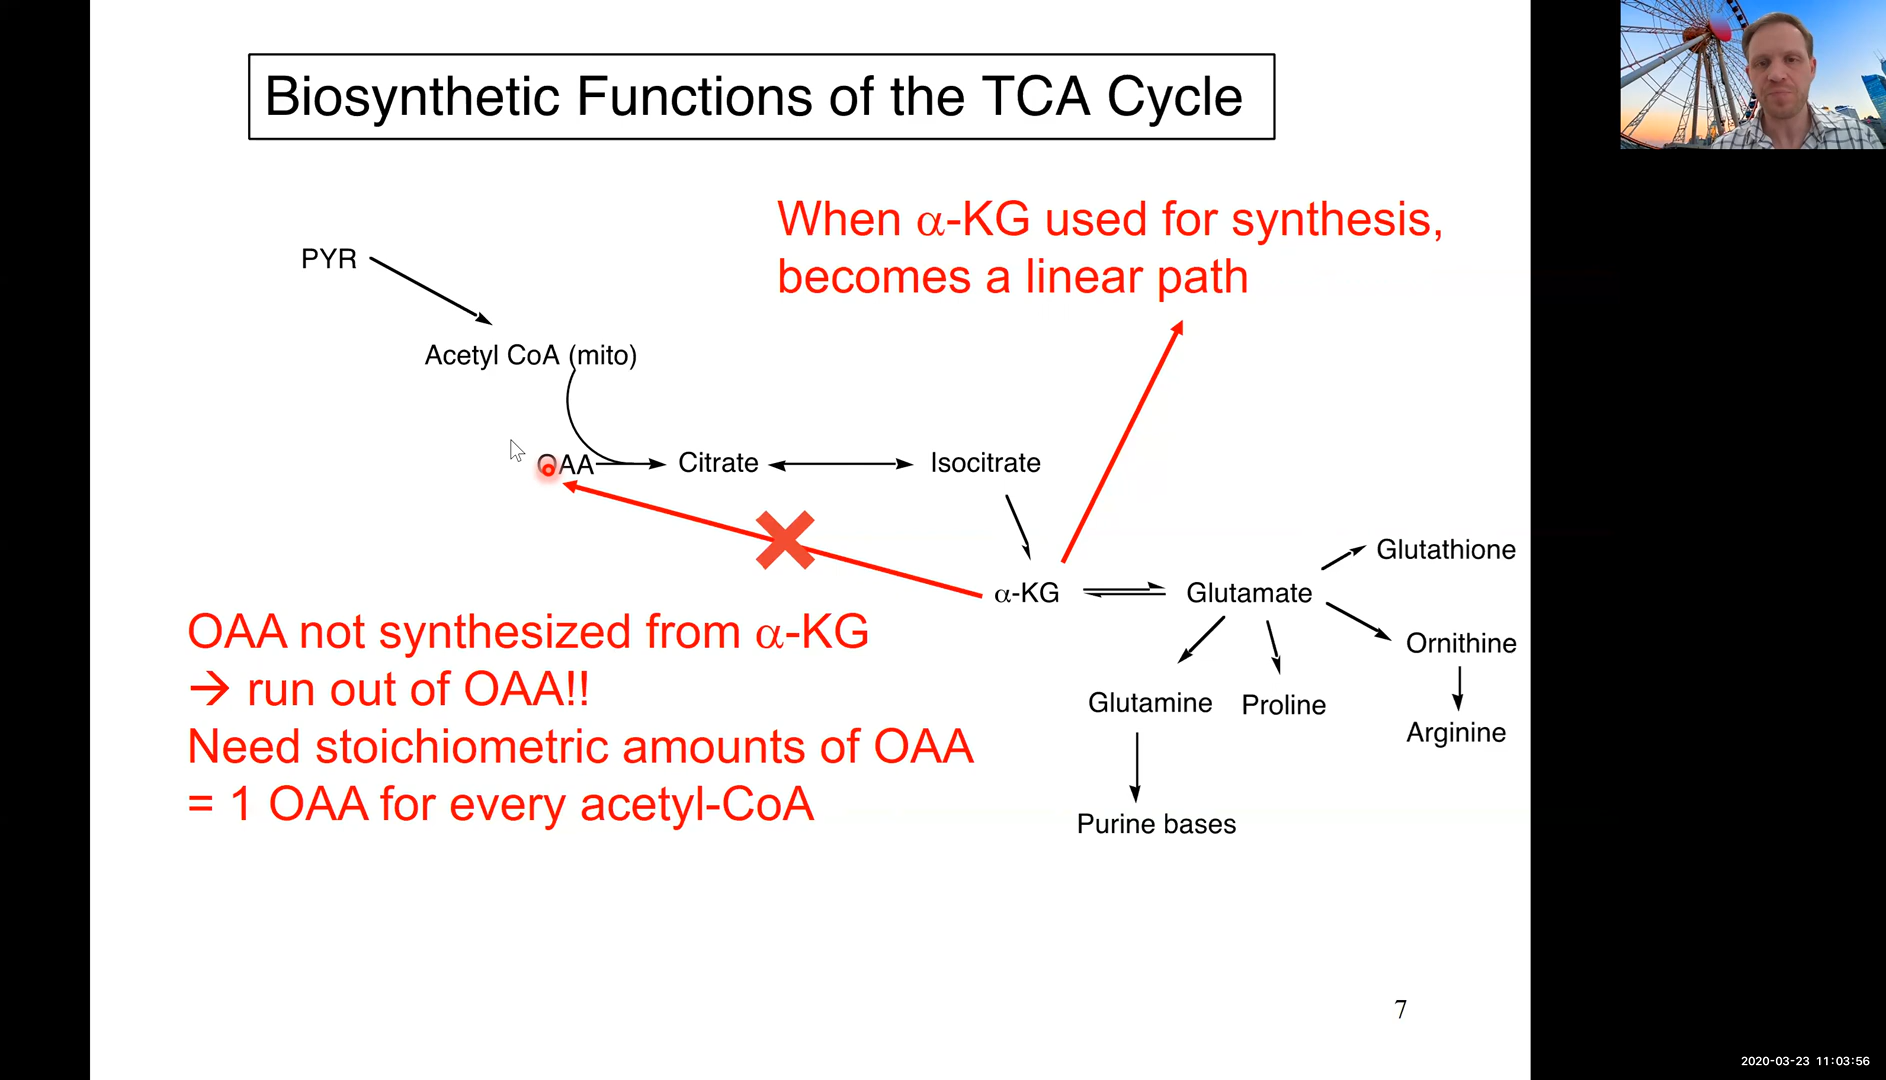 Biosynthetic Functions of the TCA Cycle
When α-KG used for synthesis,
becomes a linear path
PYR
Acetyl CoA (mito)
OAA
Citrate
Isocitrate
α-KG
Glutamate
Glutathione
Ornithine
Arginine
Glutamine
Proline
Purine bases
OAA not synthesized from α-KG
→ run out of OAA!!
Need stoichiometric amounts of OAA
= 1 OAA for every acetyl-CoA
7
2020-03-23 11:03:56